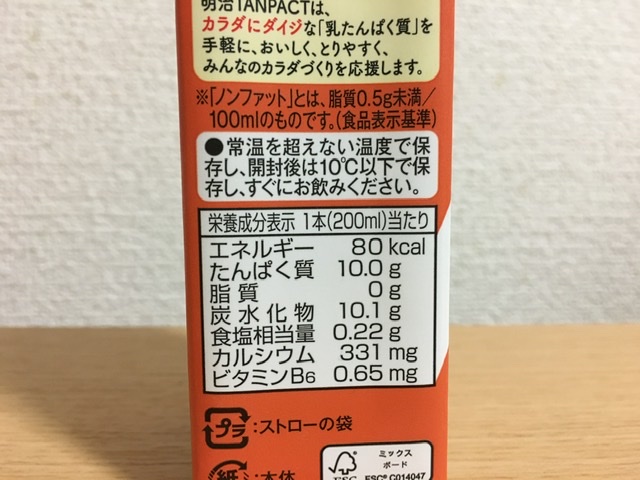 明治TANPACTは、
カラダにダイジな「乳たんぱく質」を
手軽に、おいしく、とりやすく、
みんなのカラダづくりを応援します。
※「ノンファット」とは、脂質0.5g未満/
100mlのものです。(食品表示基準)
●常温を超えない温度で保
存し、開封後は10℃以下で保
存し、すぐにお飲みください。
栄養成分表示 1本(200ml)当たり
エネルギー 80 kcal
たんぱく質 10.0 g
脂質 0 g
炭水化物 10.1 g
食塩相当量 0.22 g
カルシウム 331 mg
ビタミンB6 0.65 mg
プラ :ストローの袋
紙 :本体
ミックス
ボード
FSC® C014047
FSC